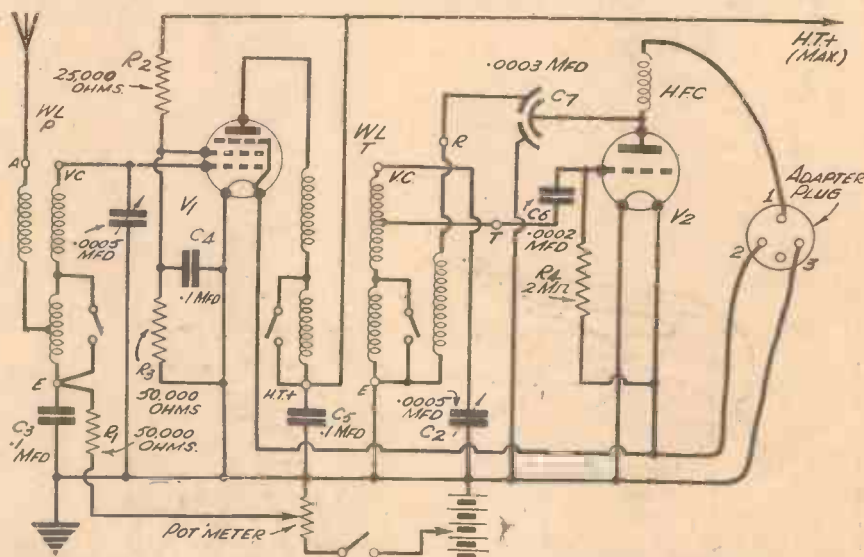 R2
25,000
OHMS.
WL
P
A
VC
.0005
MFD
V1
C4
.1 MFD
R3
50,000
OHMS
E
C3
.1
MFD
R1
50,000
OHMS.
H.T.+
C5
.1 MFD
POT'METER
WL
T
VC
R
T
E
.0005
MFD
C2
.0003 MFD
C7
H.F.C
C6
.0002
MFD
V2
R4
2 MΩ
H.T.+
(MAX.)
ADAPTER
PLUG
1
2
3